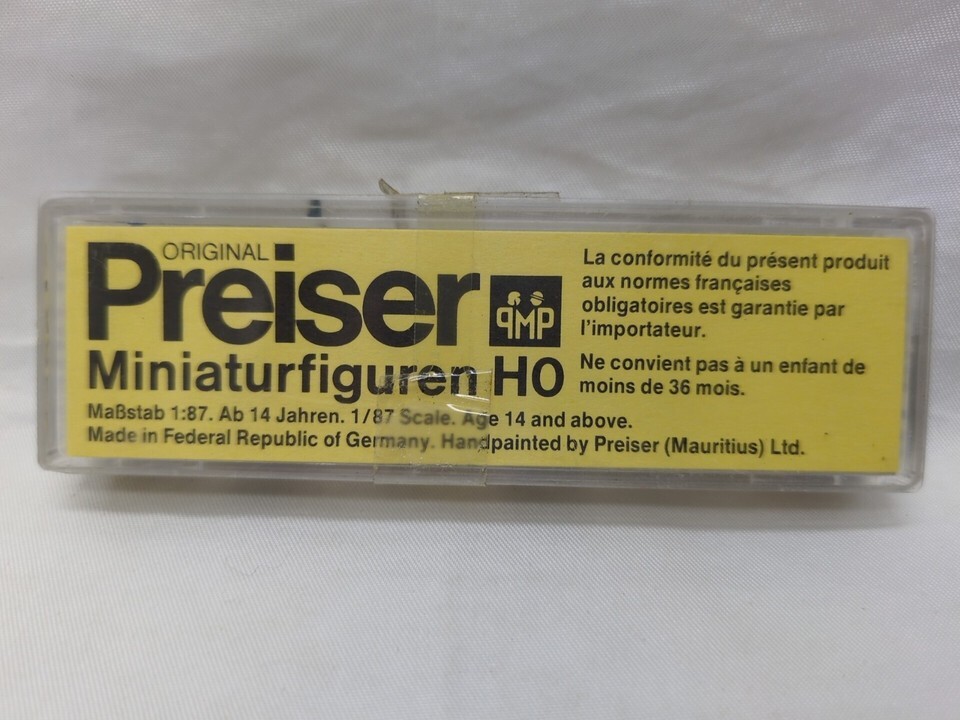 ORIGINAL
Preiser
PMP
Miniaturfiguren HO
Maßstab 1:87. Ab 14 Jahren. 1/87 Scale. Age 14 and above.
Made in Federal Republic of Germany. Handpainted by Preiser (Mauritius) Ltd.
La conformité du présent produit
aux normes françaises
obligatoires est garantie par
l'importateur.
Ne convient pas à un enfant de
moins de 36 mois.